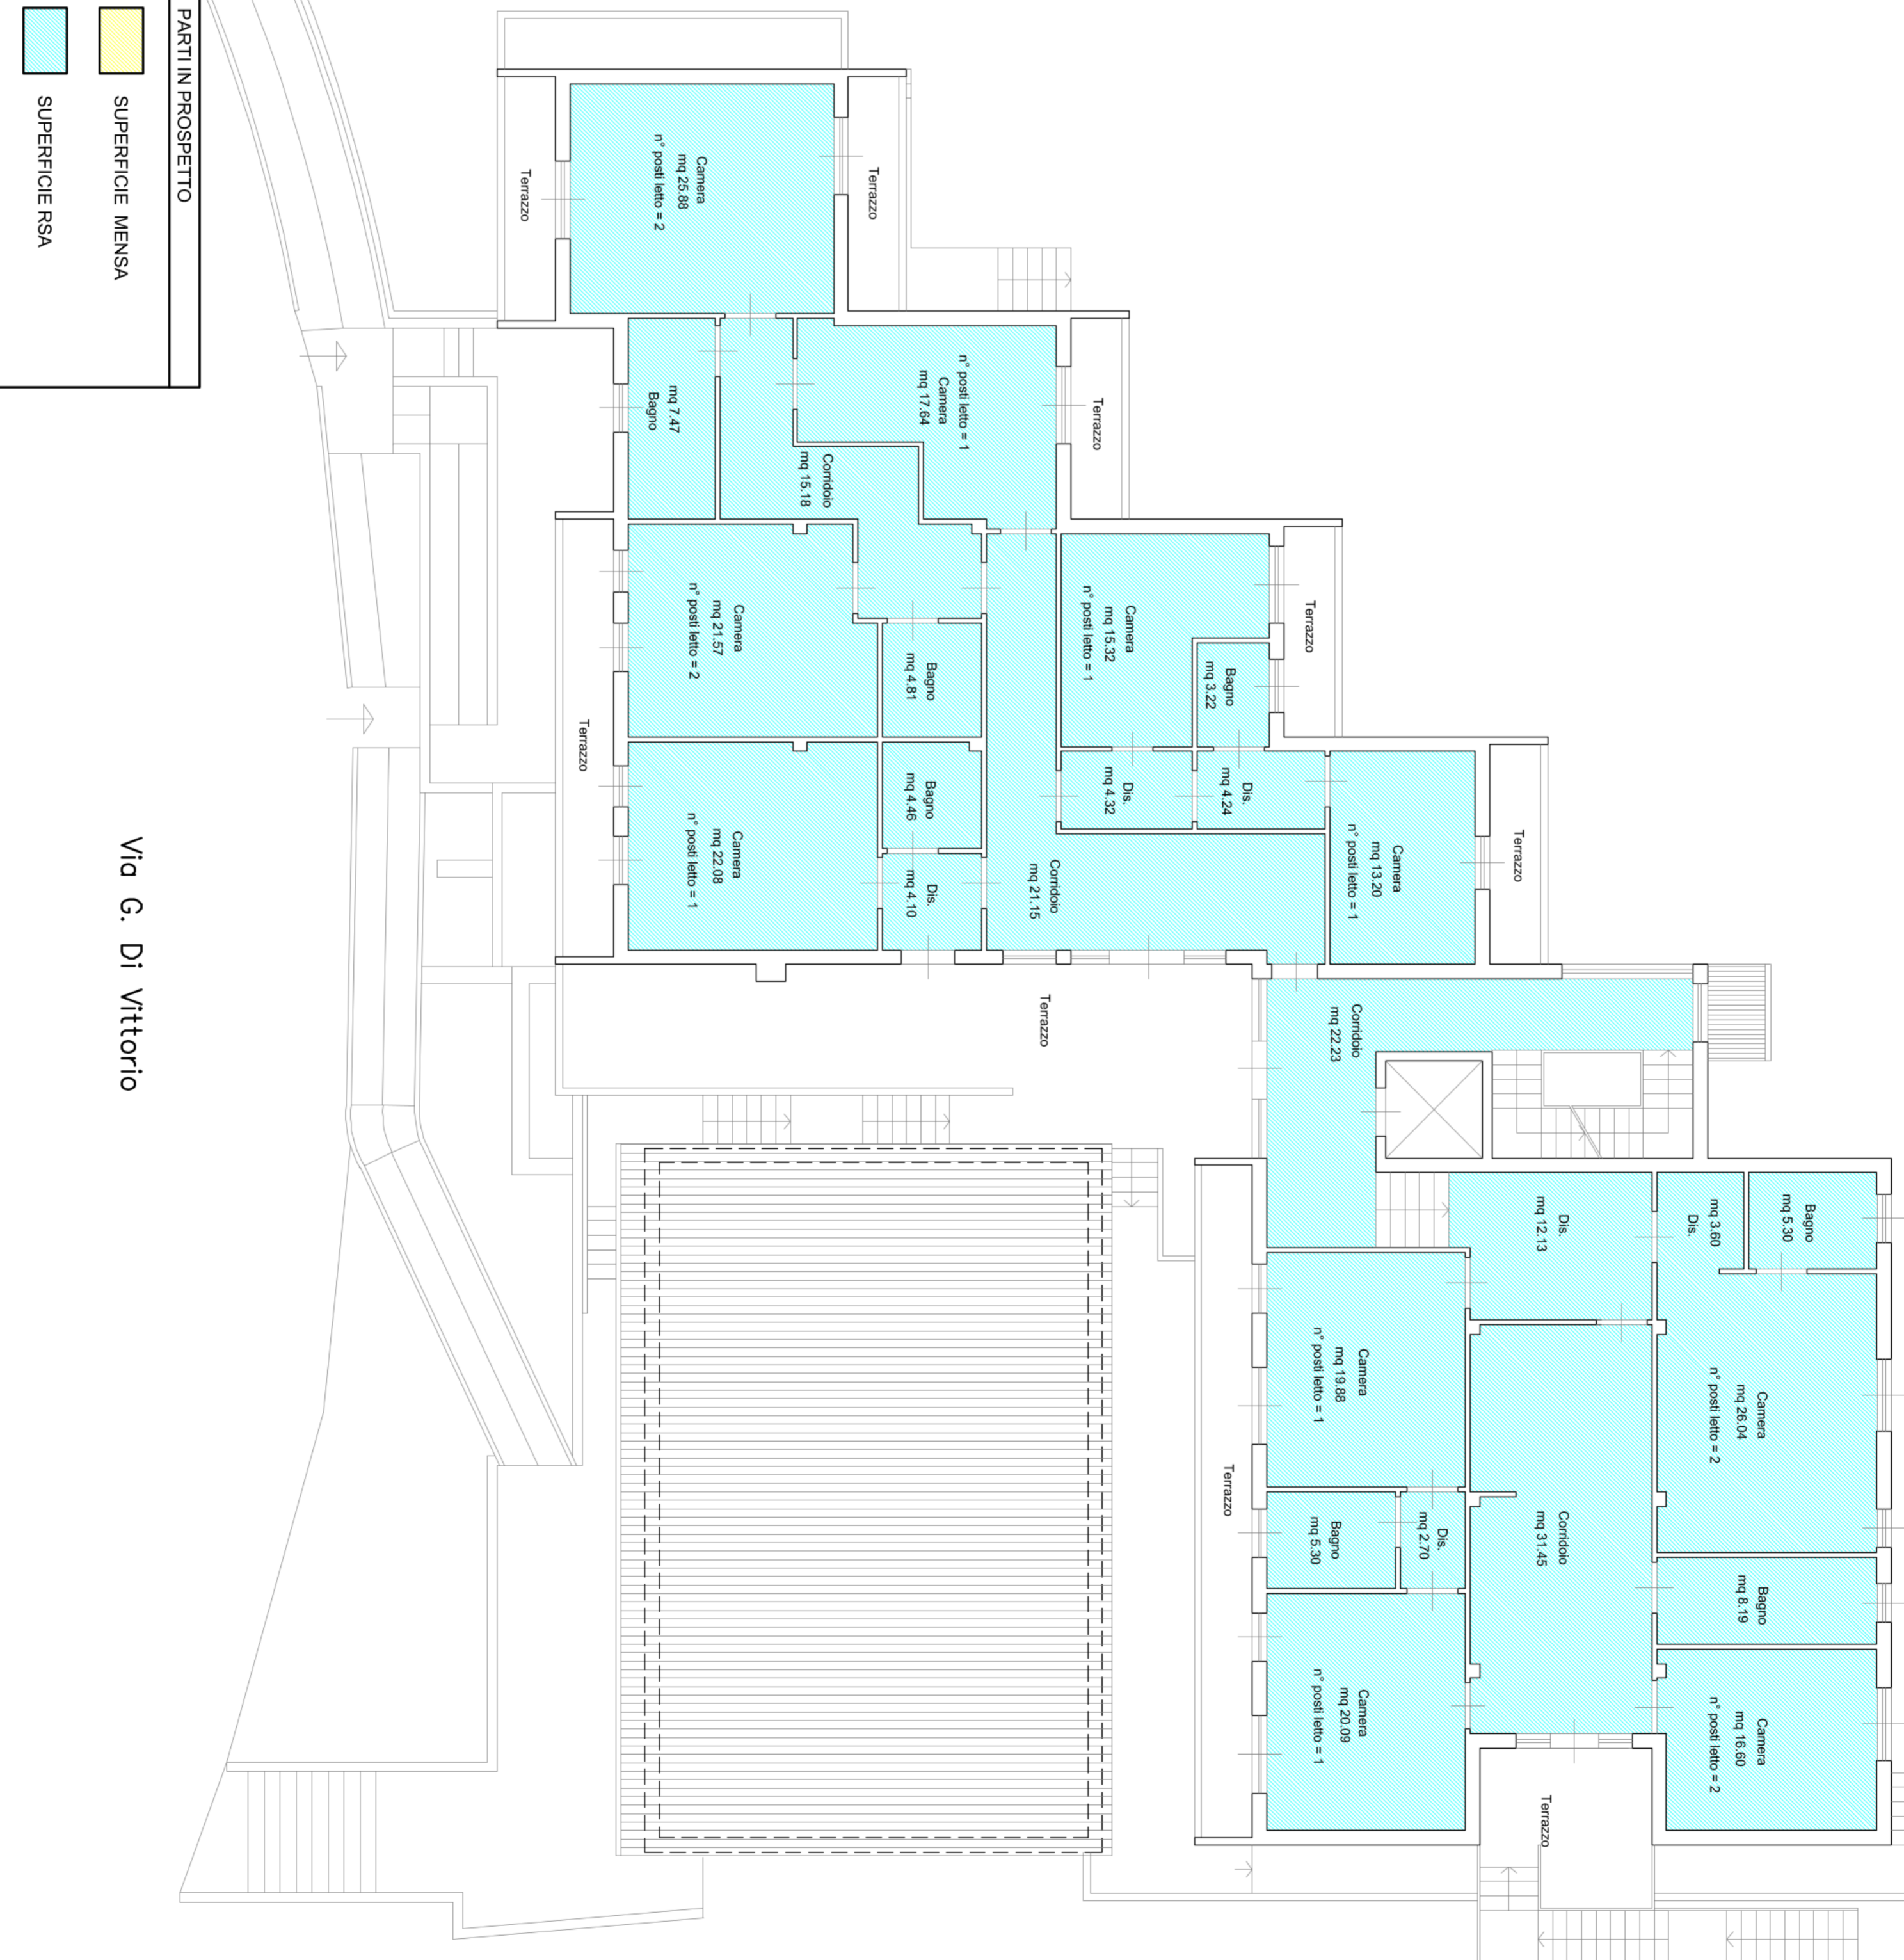 PARTI IN PROSPETTO
SUPERFICIE MENSA
SUPERFICIE RSA
Via G. Di Vittorio
Terrazzo
Camera
mq 25.88
n° posti letto = 2
Terrazzo
n° posti letto = 1
Camera
mq 17.64
Terrazzo
mq 7.47
Bagno
Corridoio
mq 15.18
Camera
mq 21.57
n° posti letto = 2
Bagno
mq 4.81
Camera
mq 15.32
n° posti letto = 1
Bagno
mq 3.22
Terrazzo
Terrazzo
Camera
mq 22.08
n° posti letto = 1
Bagno
mq 4.46
Dis.
mq 4.10
Dis.
mq 4.32
Dis.
mq 4.24
Corridoio
mq 21.15
Camera
mq 13.20
n° posti letto = 1
Terrazzo
Terrazzo
Corridoio
mq 22.23
Dis.
mq 12.13
mq 3.60
Dis.
Bagno
mq 5.30
Camera
mq 19.88
n° posti letto = 1
Camera
mq 26.04
n° posti letto = 2
Terrazzo
Bagno
mq 5.30
Dis.
mq 2.70
Corridoio
mq 31.45
Bagno
mq 8.19
Camera
mq 20.09
n° posti letto = 1
Camera
mq 16.60
n° posti letto = 2
Terrazzo